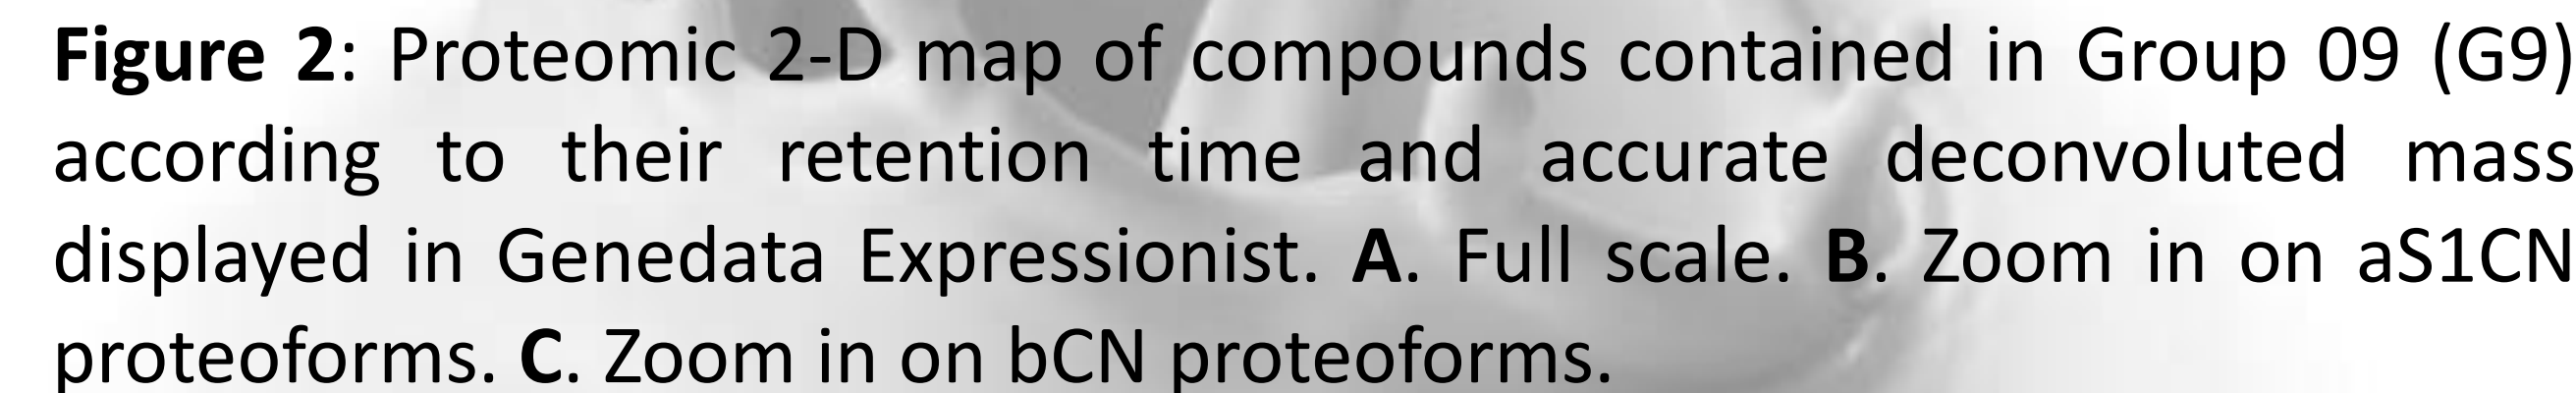 Figure 2: Proteomic 2-D map of compounds contained in Group 09 (G9)
according to their retention time and accurate deconvoluted mass
displayed in Genedata Expressionist. A. Full scale. B. Zoom in on aS1CN
proteoforms. C. Zoom in on bCN proteoforms.